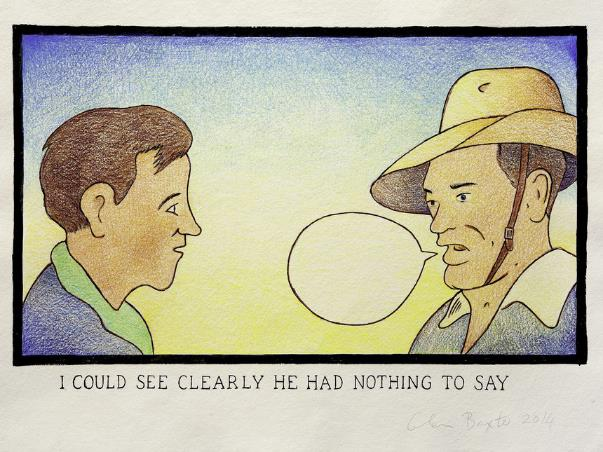 I COULD SEE CLEARLY HE HAD NOTHING TO SAY
Baxter 2014